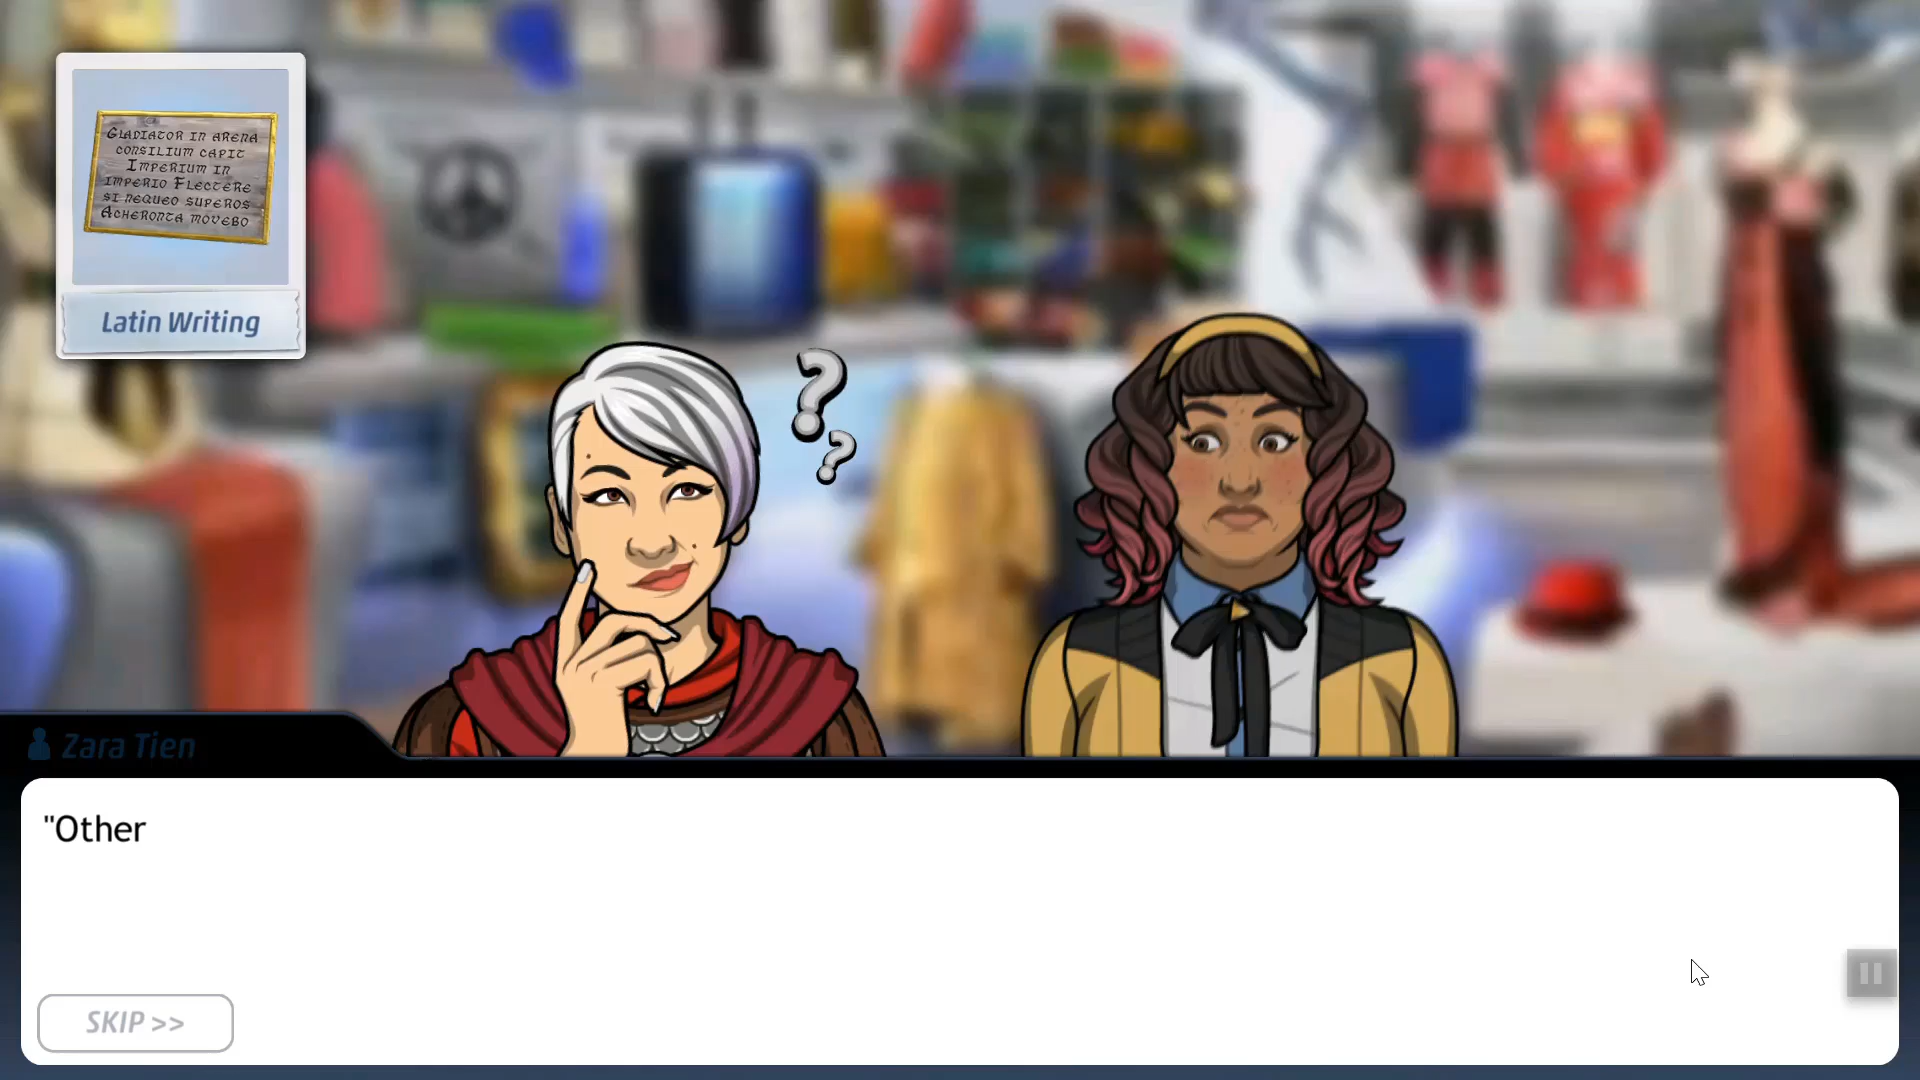 Gladiator in arena
consilium capit
Imperium in
imperio Flectere
si nequeo superos
Acheronta movebo
Latin Writing
Zara Tien
"Other
SKIP >>